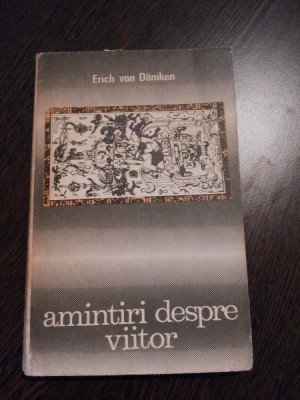 Erich von Däniken
amintiri despre
viitor